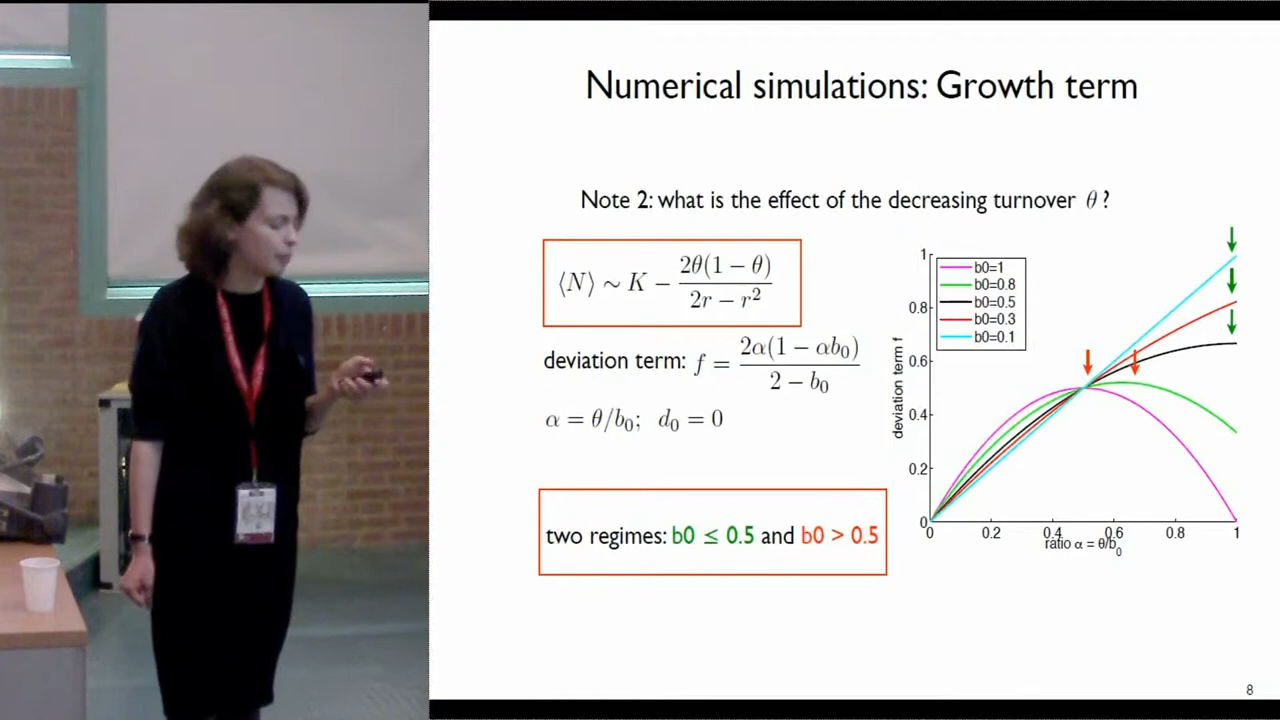 Numerical simulations: Growth term
Note 2: what is the effect of the decreasing turnover θ ?
⟨N⟩ ∼ K − 2θ(1 − θ) / 2r − r²
deviation term: f = 2α(1 − αb₀) / 2 − b₀
α = θ/b₀; d₀ = 0
two regimes: b0 ≤ 0.5 and b0 > 0.5
b0=1
b0=0.8
b0=0.5
b0=0.3
b0=0.1
deviation term f
1
0.8
0.6
0.4
0.2
0
0 0.2 0.4 0.6 0.8 1
ratio α = θ/b₀
8